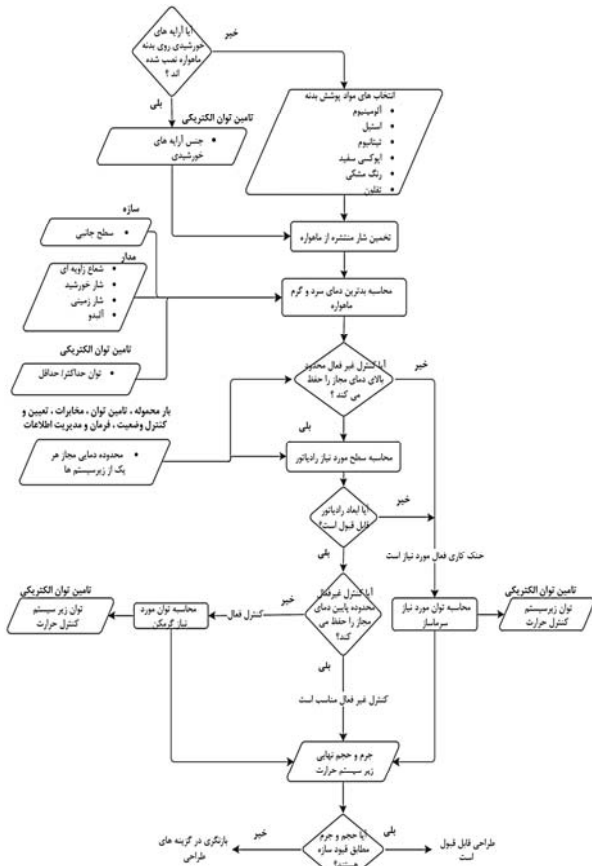 آیا آرایه های
خورشیدی روی بدنه
ماهواره نصب شده
اند ؟
خیر
بلی
تامین توان الکتریکی
جنس آرایه های
خورشیدی
انتخاب های مواد پوشش بدنه
آلومینیوم
استیل
تیتانیوم
اپوکسی سفید
رنگ مشکی
تفلون
تخمین شار منتشره از ماهواره
سازه
سطح جانبی
مدار
شعاع زاویه ای
شار خورشید
شار زمینی
آلبدو
محاسبه بدترین دمای سرد و گرم
ماهواره
تامین توان الکتریکی
توان حداکثر/ حداقل
آیا کنترل غیر فعال محدود
بالای دمای مجاز را حفظ
می کند ؟
خیر
بلی
بار محموله ، تامین توان ، مخابرات ، تعیین و
کنترل وضعیت ، فرمان و مدیریت اطلاعات
محدوده دمایی مجاز هر
یک از زیرسیستم ها
محاسبه سطح مورد نیاز رادیاتور
آیا ابعاد رادیاتور
قابل قبول است؟
خیر
بلی
خنک کاری فعال مورد نیاز است
آیا کنترل غیرفعال
محدوده پایین دمای
مجاز را حفظ می
کند؟
خیر
کنترل فعال
محاسبه توان مورد
نیاز گرمکن
تامین توان الکتریکی
توان زیر سیستم
کنترل حرارت
محاسبه توان مورد نیاز
سرماساز
تامین توان الکتریکی
توان زیرسیستم
کنترل حرارت
بلی
کنترل غیر فعال مناسب است
جرم و حجم نهایی
زیر سیستم حرارت
آیا حجم و جرم
مطابق قیود سازه
هستند؟
بلی
طراحی قابل قبول
است
خیر
بازنگری در گزینه های
طراحی